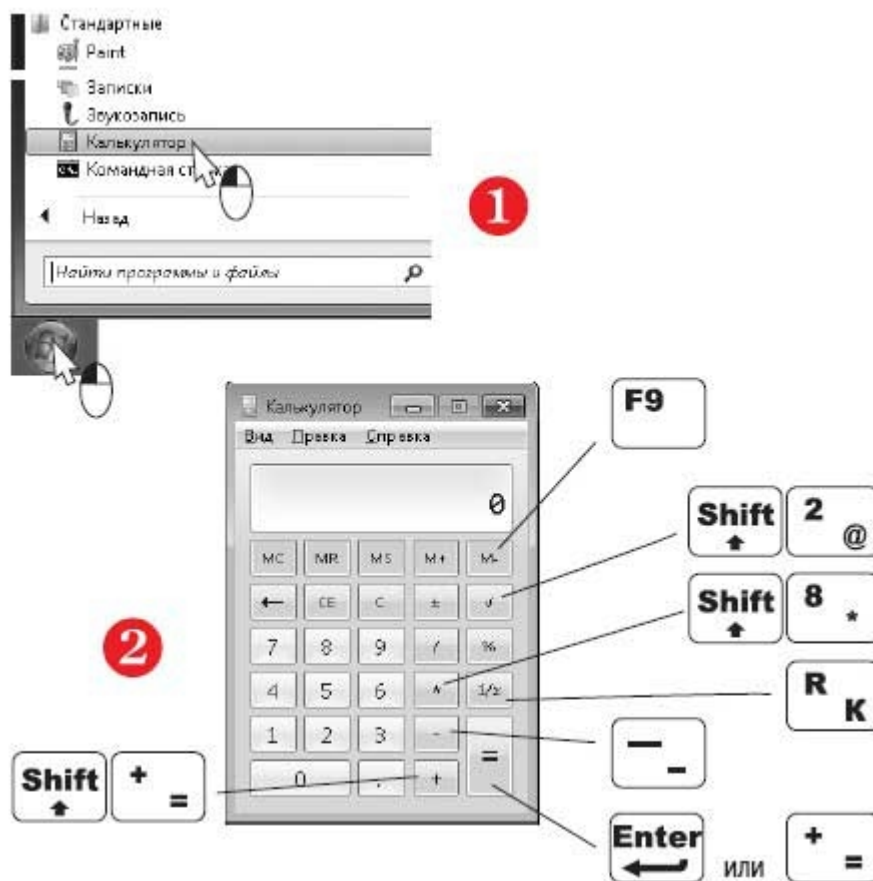 Стандартные
Paint
Записки
Звукозапись
Калькулятор
Командная
Назад
Найти программы и файлы
1
Калькулятор
Вид Правка Справка
0
MC MR MS M+ M-
← CE C ± √
7 8 9 / %
4 5 6 * 1/x
1 2 3 - =
0 , +
2
F9
Shift 2 @
Shift 8 *
R K
— –
Shift + =
Enter или + =